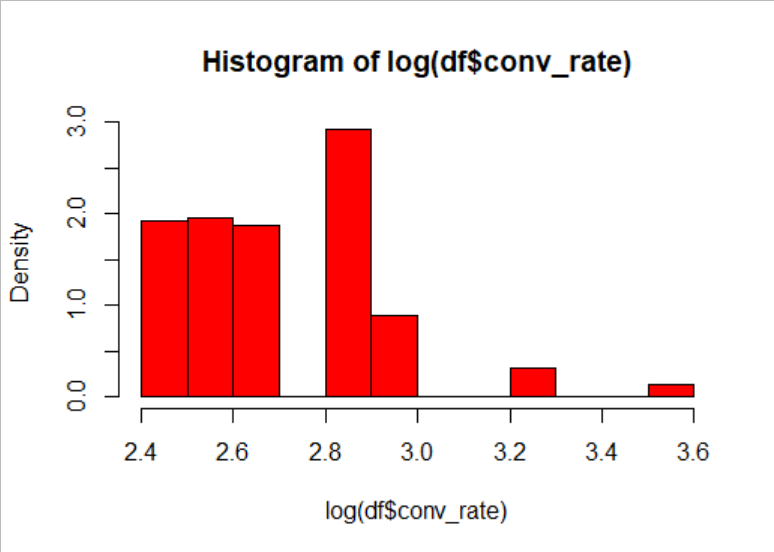 Histogram of log(df$conv_rate)
3.0
2.0
1.0
0.0
Density
2.4 2.6 2.8 3.0 3.2 3.4 3.6
log(df$conv_rate)